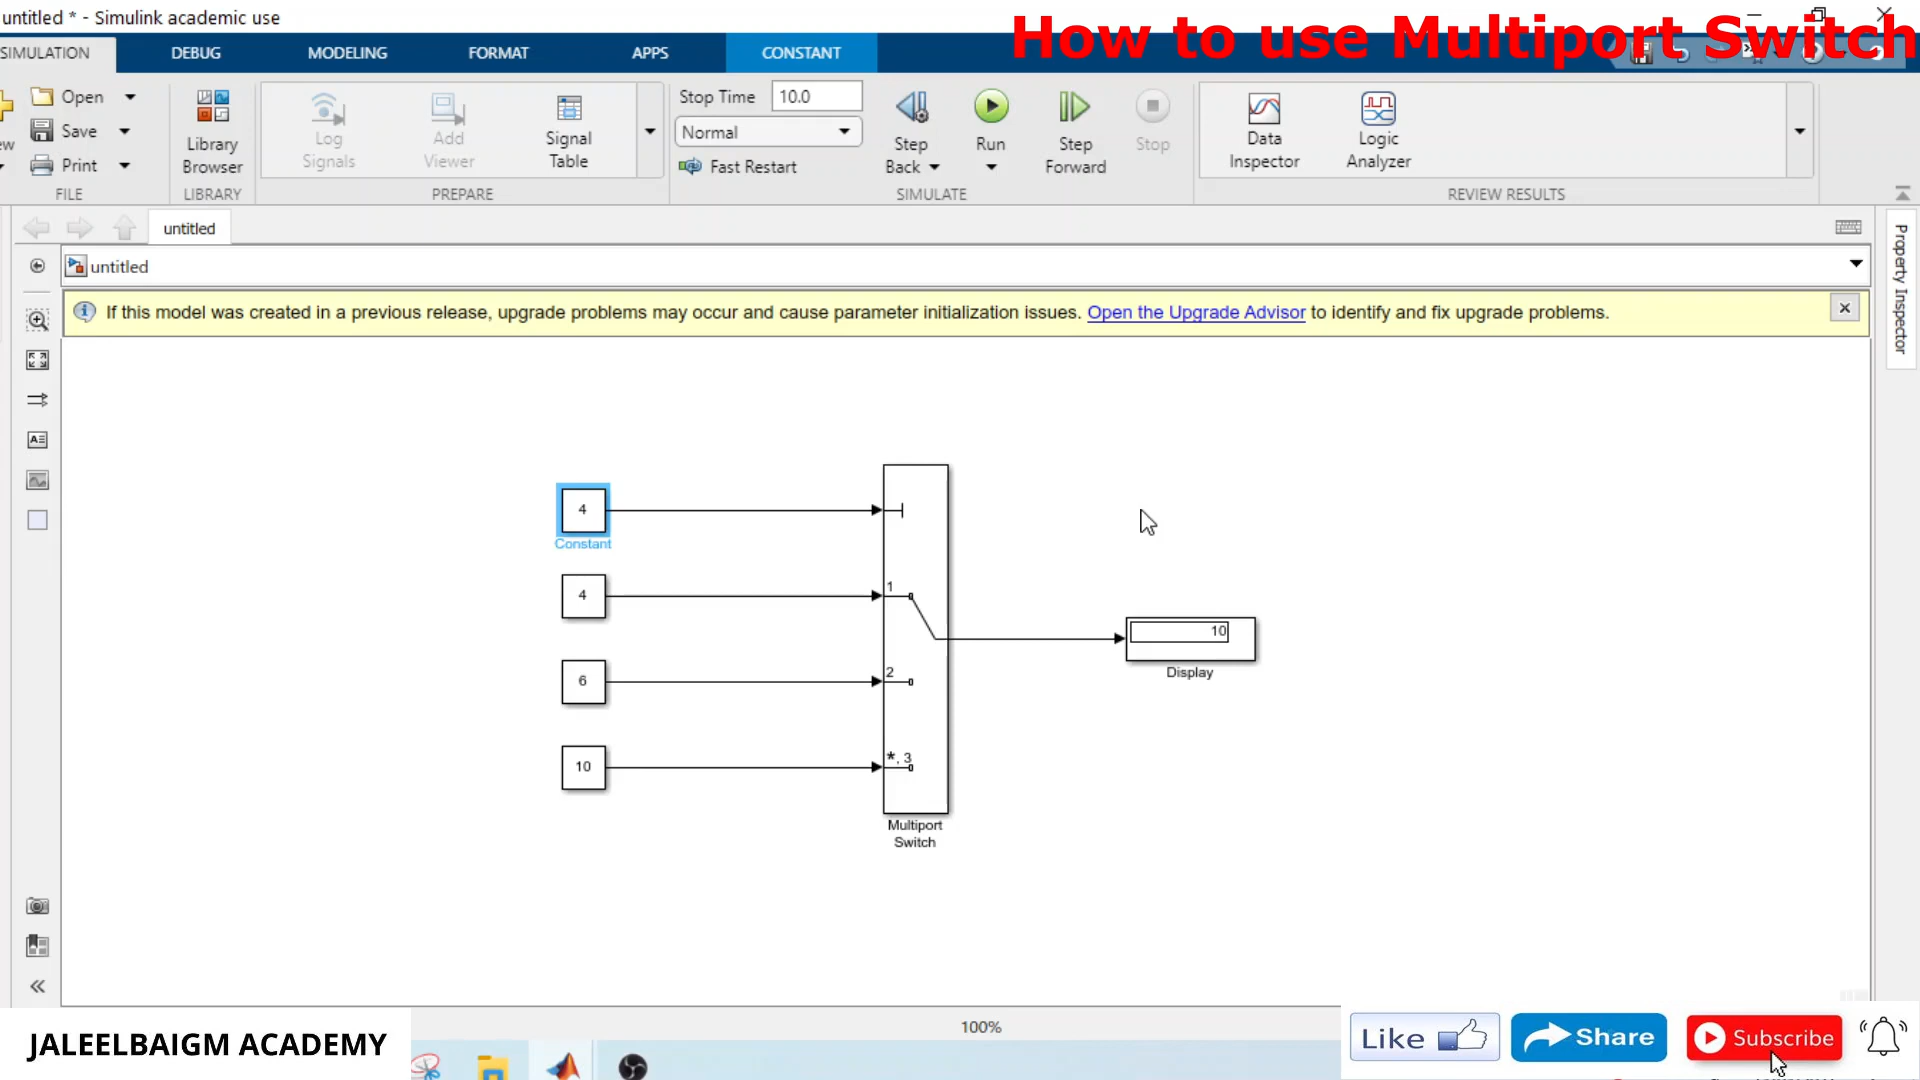 untitled * - Simulink academic use
How to use Multiport Switch
SIMULATION
DEBUG
MODELING
FORMAT
APPS
CONSTANT
Open
Save
Print
FILE
Library
Browser
LIBRARY
Log
Signals
Add
Viewer
Signal
Table
PREPARE
Stop Time 10.0
Normal
Fast Restart
Step
Back
Run
Step
Forward
Stop
SIMULATE
Data
Inspector
Logic
Analyzer
REVIEW RESULTS
untitled
untitled
Property Inspector
If this model was created in a previous release, upgrade problems may occur and cause parameter initialization issues. Open the Upgrade Advisor to identify and fix upgrade problems.
4
Constant
4
1
6
2
10
*, 3
Multiport
Switch
10
Display
100%
JALEELBAIGM ACADEMY
Like
Share
Subscribe